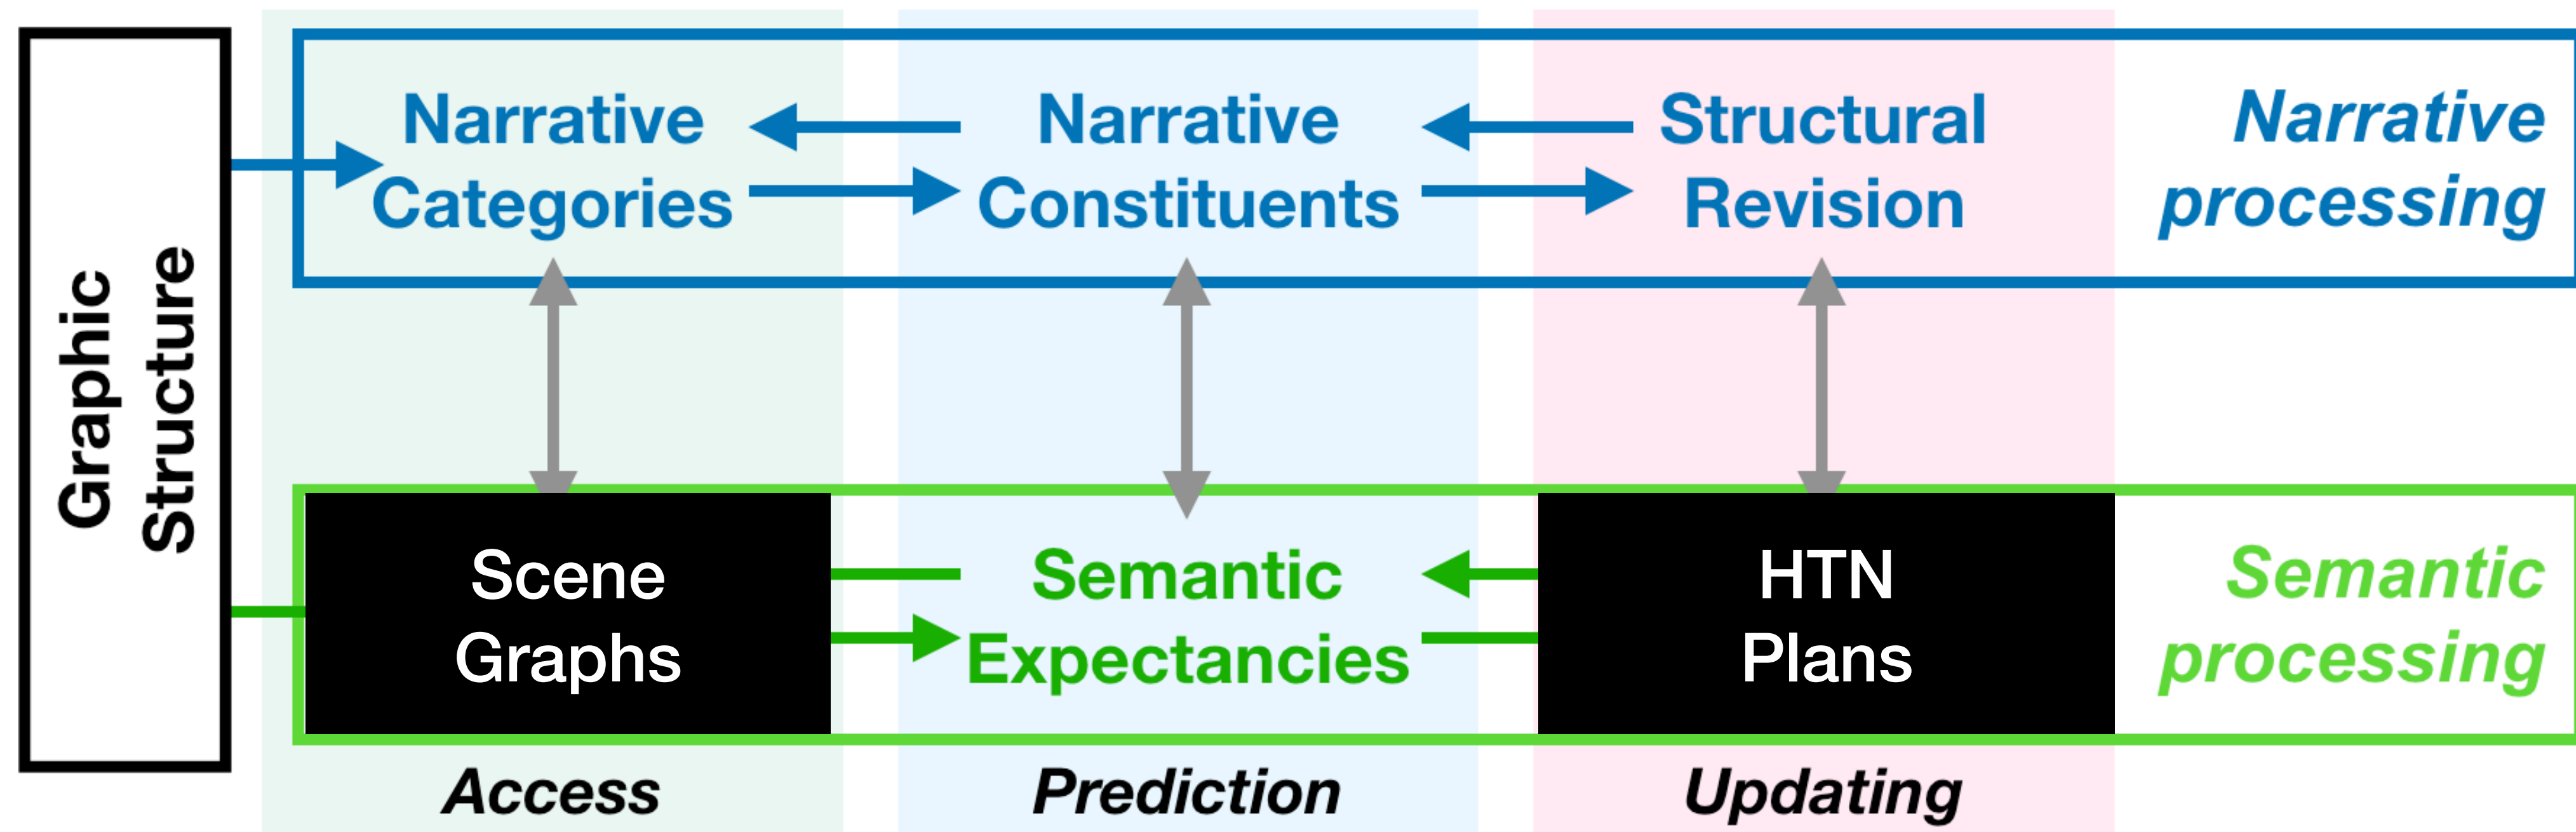 Graphic
Structure
Narrative
Categories
Narrative
Constituents
Structural
Revision
Narrative
processing
Scene
Graphs
Semantic
Expectancies
HTN
Plans
Semantic
processing
Access
Prediction
Updating